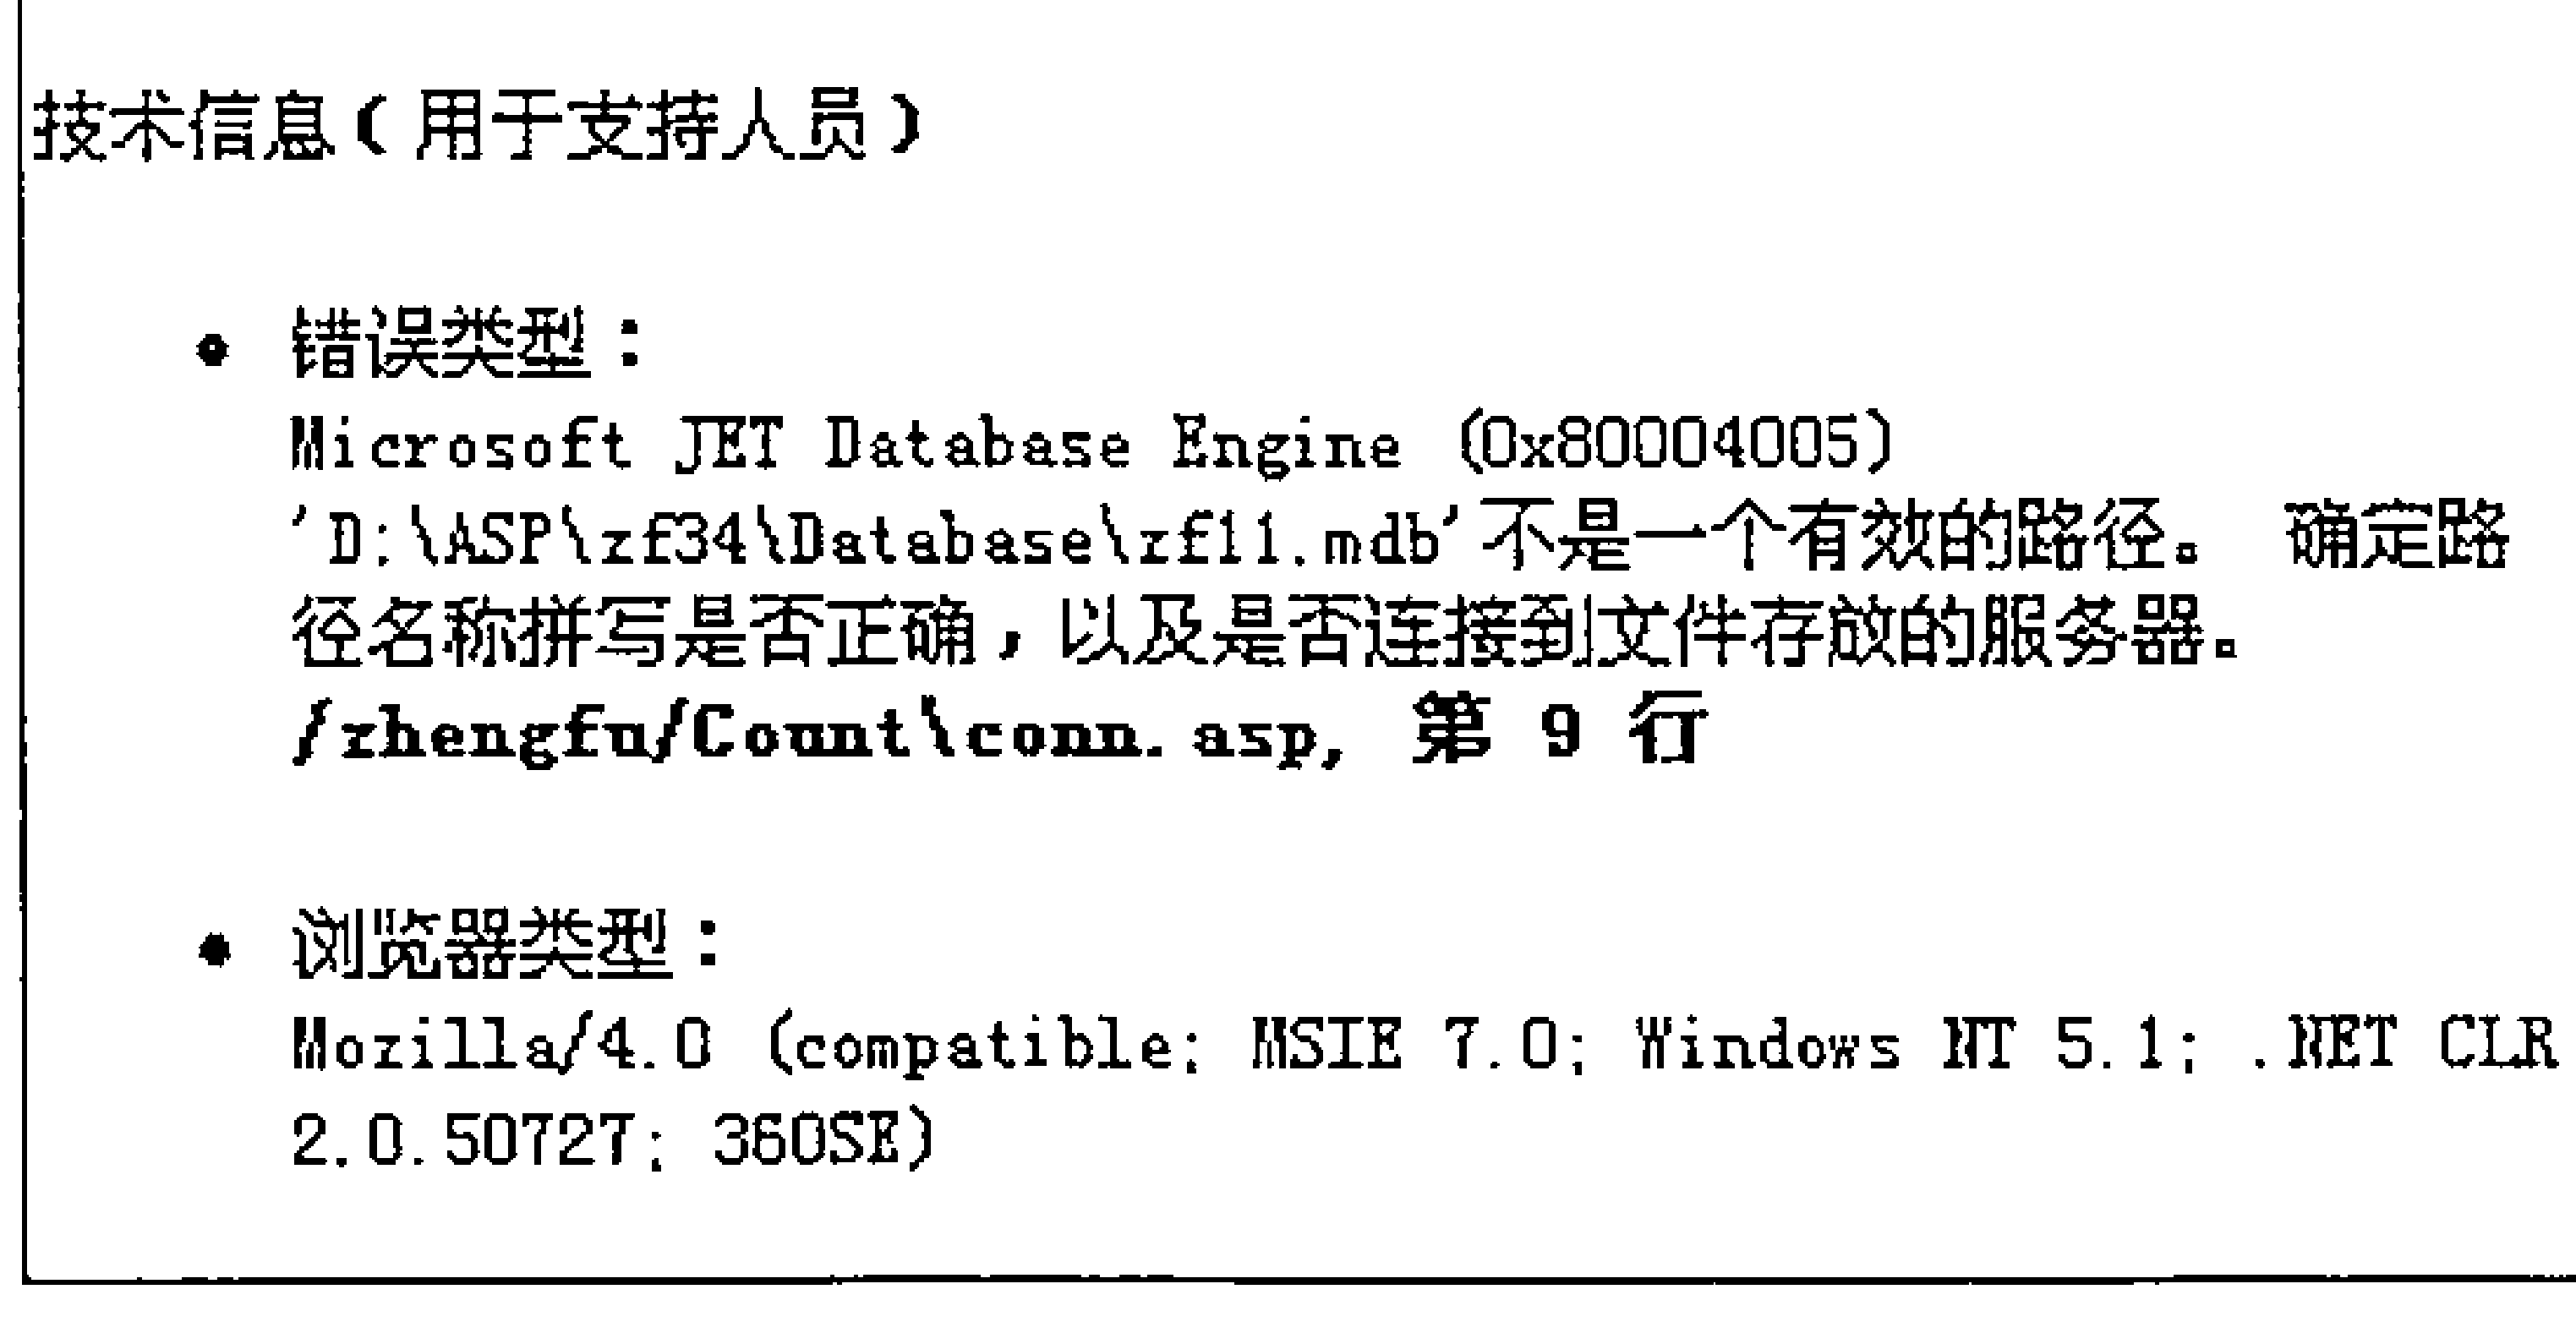 技术信息（用于支持人员）
错误类型：
Microsoft JET Database Engine (0x80004005)
'D:\ASP\zf34\Database\zf11.mdb'不是一个有效的路径。 确定路
径名称拼写是否正确，以及是否连接到文件存放的服务器。
/zhengfu/Count\conn.asp, 第 9 行
浏览器类型：
Mozilla/4.0 (compatible; MSIE 7.0; Windows NT 5.1; .NET CLR
2.0.50727; 360SE)